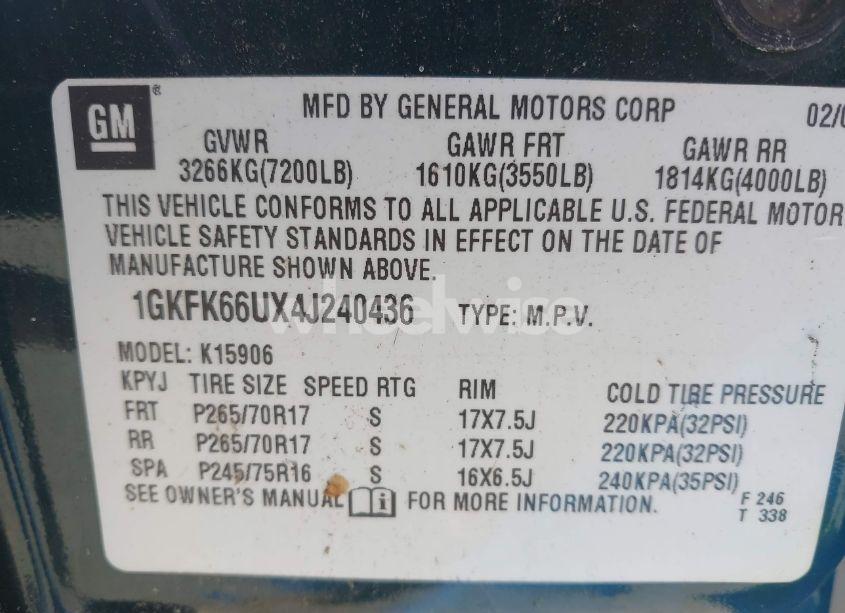 GM®
MFD BY GENERAL MOTORS CORP 02/0
GVWR GAWR FRT GAWR RR
3266KG(7200LB) 1610KG(3550LB) 1814KG(4000LB)
THIS VEHICLE CONFORMS TO ALL APPLICABLE U.S. FEDERAL MOTOR
VEHICLE SAFETY STANDARDS IN EFFECT ON THE DATE OF
MANUFACTURE SHOWN ABOVE.
1GKFK66UX4J240436 TYPE: M.P.V.
wheelwise
MODEL: K15906
KPYJ TIRE SIZE SPEED RTG RIM COLD TIRE PRESSURE
FRT P265/70R17 S 17X7.5J 220KPA(32PSI)
RR P265/70R17 S 17X7.5J 220KPA(32PSI)
SPA P245/75R16 S 16X6.5J 240KPA(35PSI)
SEE OWNER'S MANUAL i FOR MORE INFORMATION.
F 246
T 338